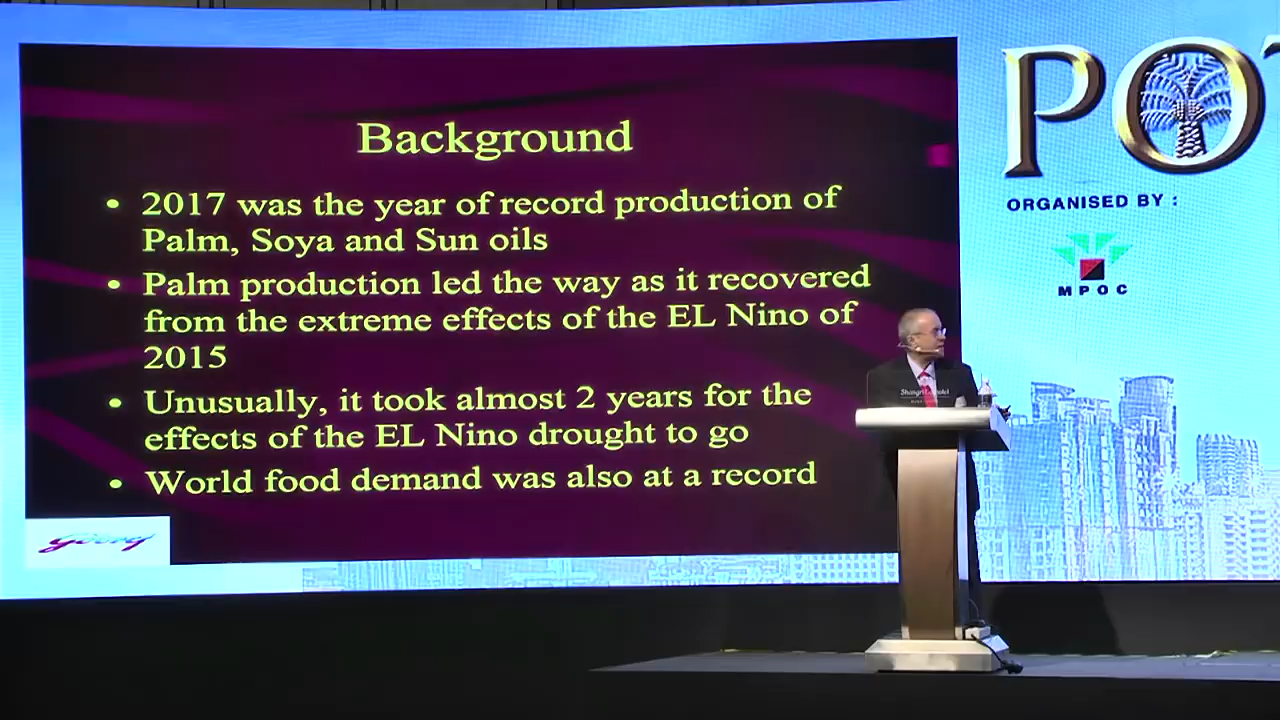 Background
• 2017 was the year of record production of
Palm, Soya and Sun oils
• Palm production led the way as it recovered
from the extreme effects of the EL Nino of
2015
• Unusually, it took almost 2 years for the
effects of the EL Nino drought to go
• World food demand was also at a record
Godrej
PO
ORGANISED BY :
MPOC